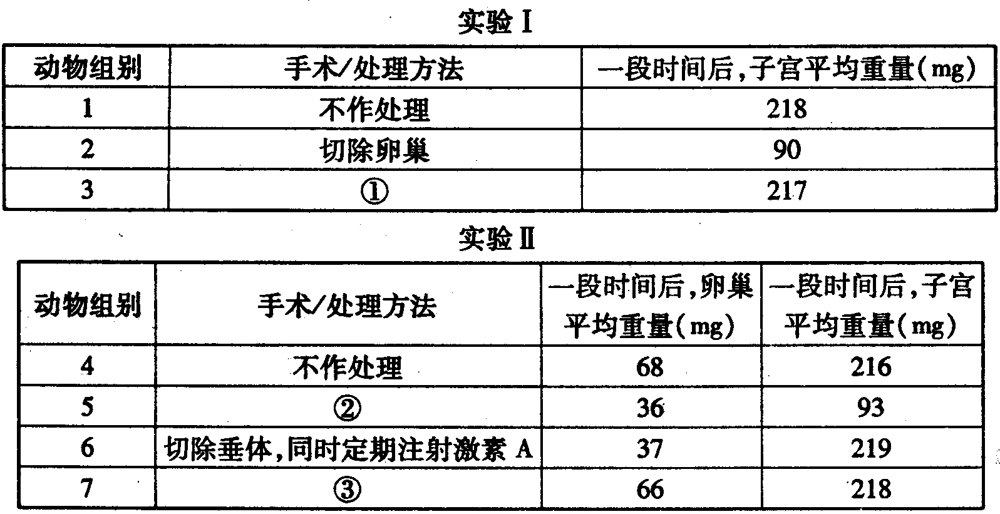 实验Ⅰ
动物组别 手术/处理方法 一段时间后,子宫平均重量(mg)
1 不作处理 218
2 切除卵巢 90
3 ① 217
实验Ⅱ
动物组别 手术/处理方法 一段时间后,卵巢平均重量(mg) 一段时间后,子宫平均重量(mg)
4 不作处理 68 216
5 ② 36 93
6 切除垂体,同时定期注射激素 A 37 219
7 ③ 66 218